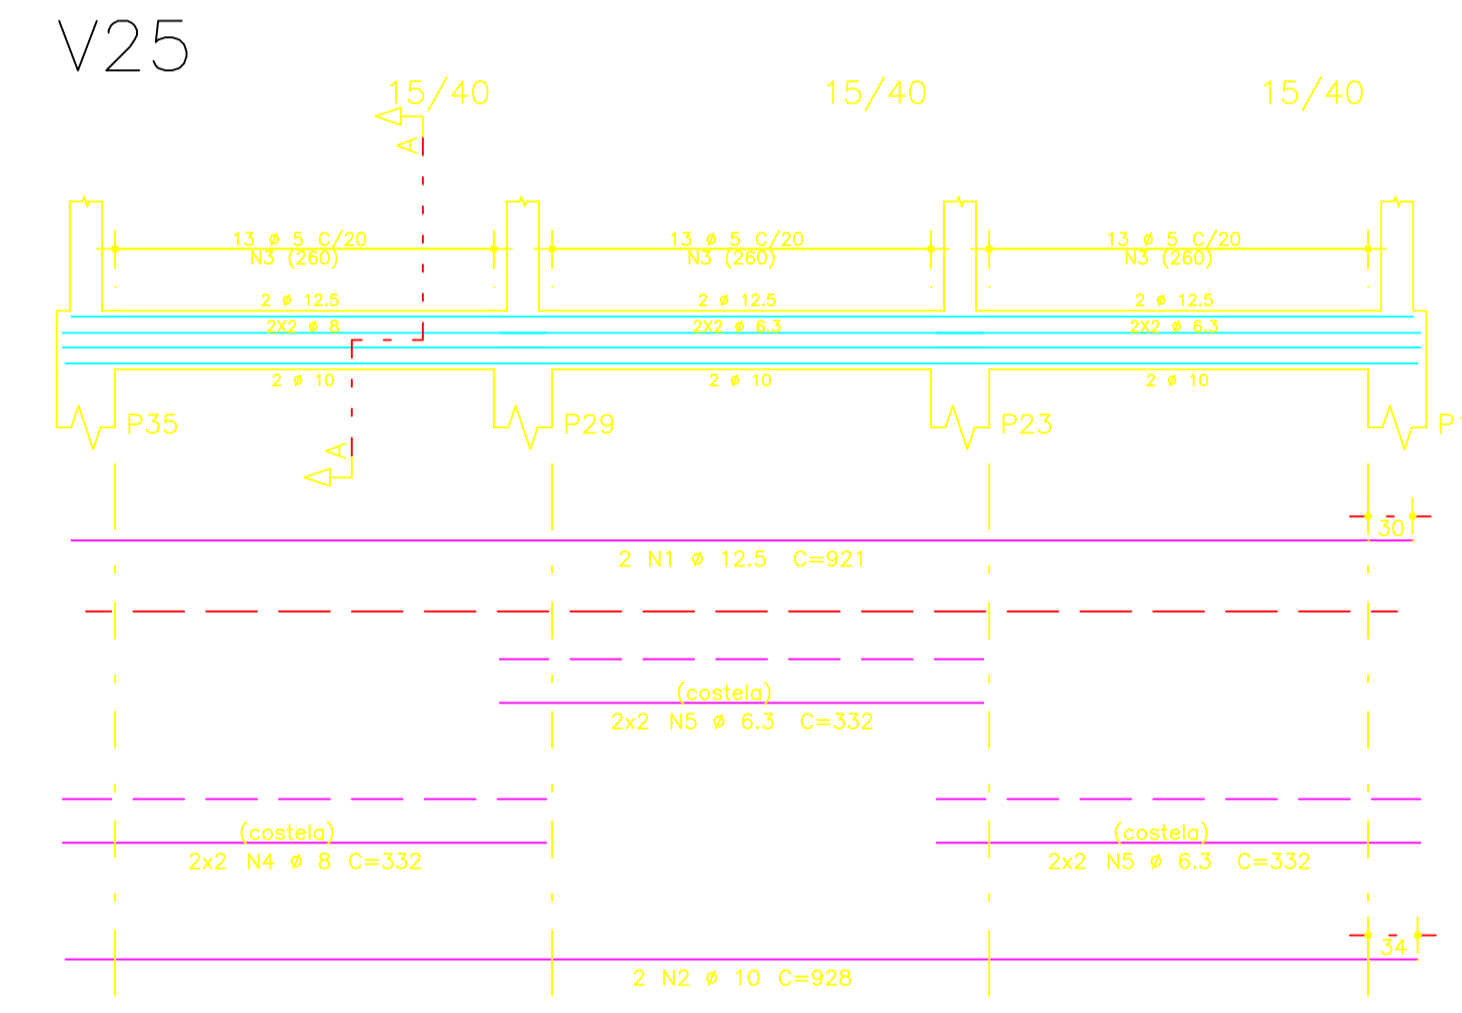 V25
15/40 15/40 15/40
A
13 ø 5 C/20 13 ø 5 C/20 13 ø 5 C/20
N3 (260) N3 (260) N3 (260)
2 ø 12.5 2 ø 12.5 2 ø 12.5
2X2 ø 8 2X2 ø 6.3 2X2 ø 6.3
2 ø 10 2 ø 10 2 ø 10
P35 P29 P23
A
30
2 N1 ø 12.5 C=921
(costela)
2x2 N5 ø 6.3 C=332
(costela) (costela)
2x2 N4 ø 8 C=332 2x2 N5 ø 6.3 C=332
34
2 N2 ø 10 C=928